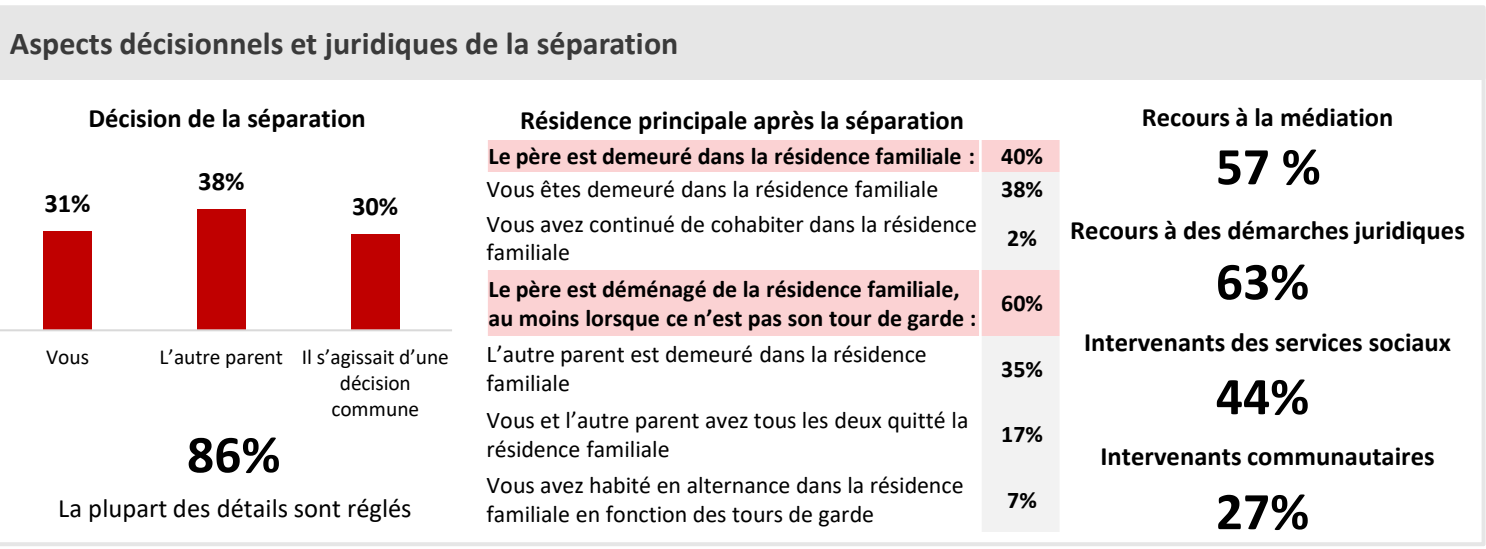 Aspects décisionnels et juridiques de la séparation
Décision de la séparation
31%
38%
30%
Vous
L’autre parent
Il s’agissait d’une
décision
commune
86%
La plupart des détails sont réglés
Résidence principale après la séparation
Le père est demeuré dans la résidence familiale : 40%
Vous êtes demeuré dans la résidence familiale 38%
Vous avez continué de cohabiter dans la résidence
familiale 2%
Le père est déménagé de la résidence familiale,
au moins lorsque ce n’est pas son tour de garde : 60%
L’autre parent est demeuré dans la résidence
familiale 35%
Vous et l’autre parent avez tous les deux quitté la
résidence familiale 17%
Vous avez habité en alternance dans la résidence
familiale en fonction des tours de garde 7%
Recours à la médiation
57 %
Recours à des démarches juridiques
63%
Intervenants des services sociaux
44%
Intervenants communautaires
27%